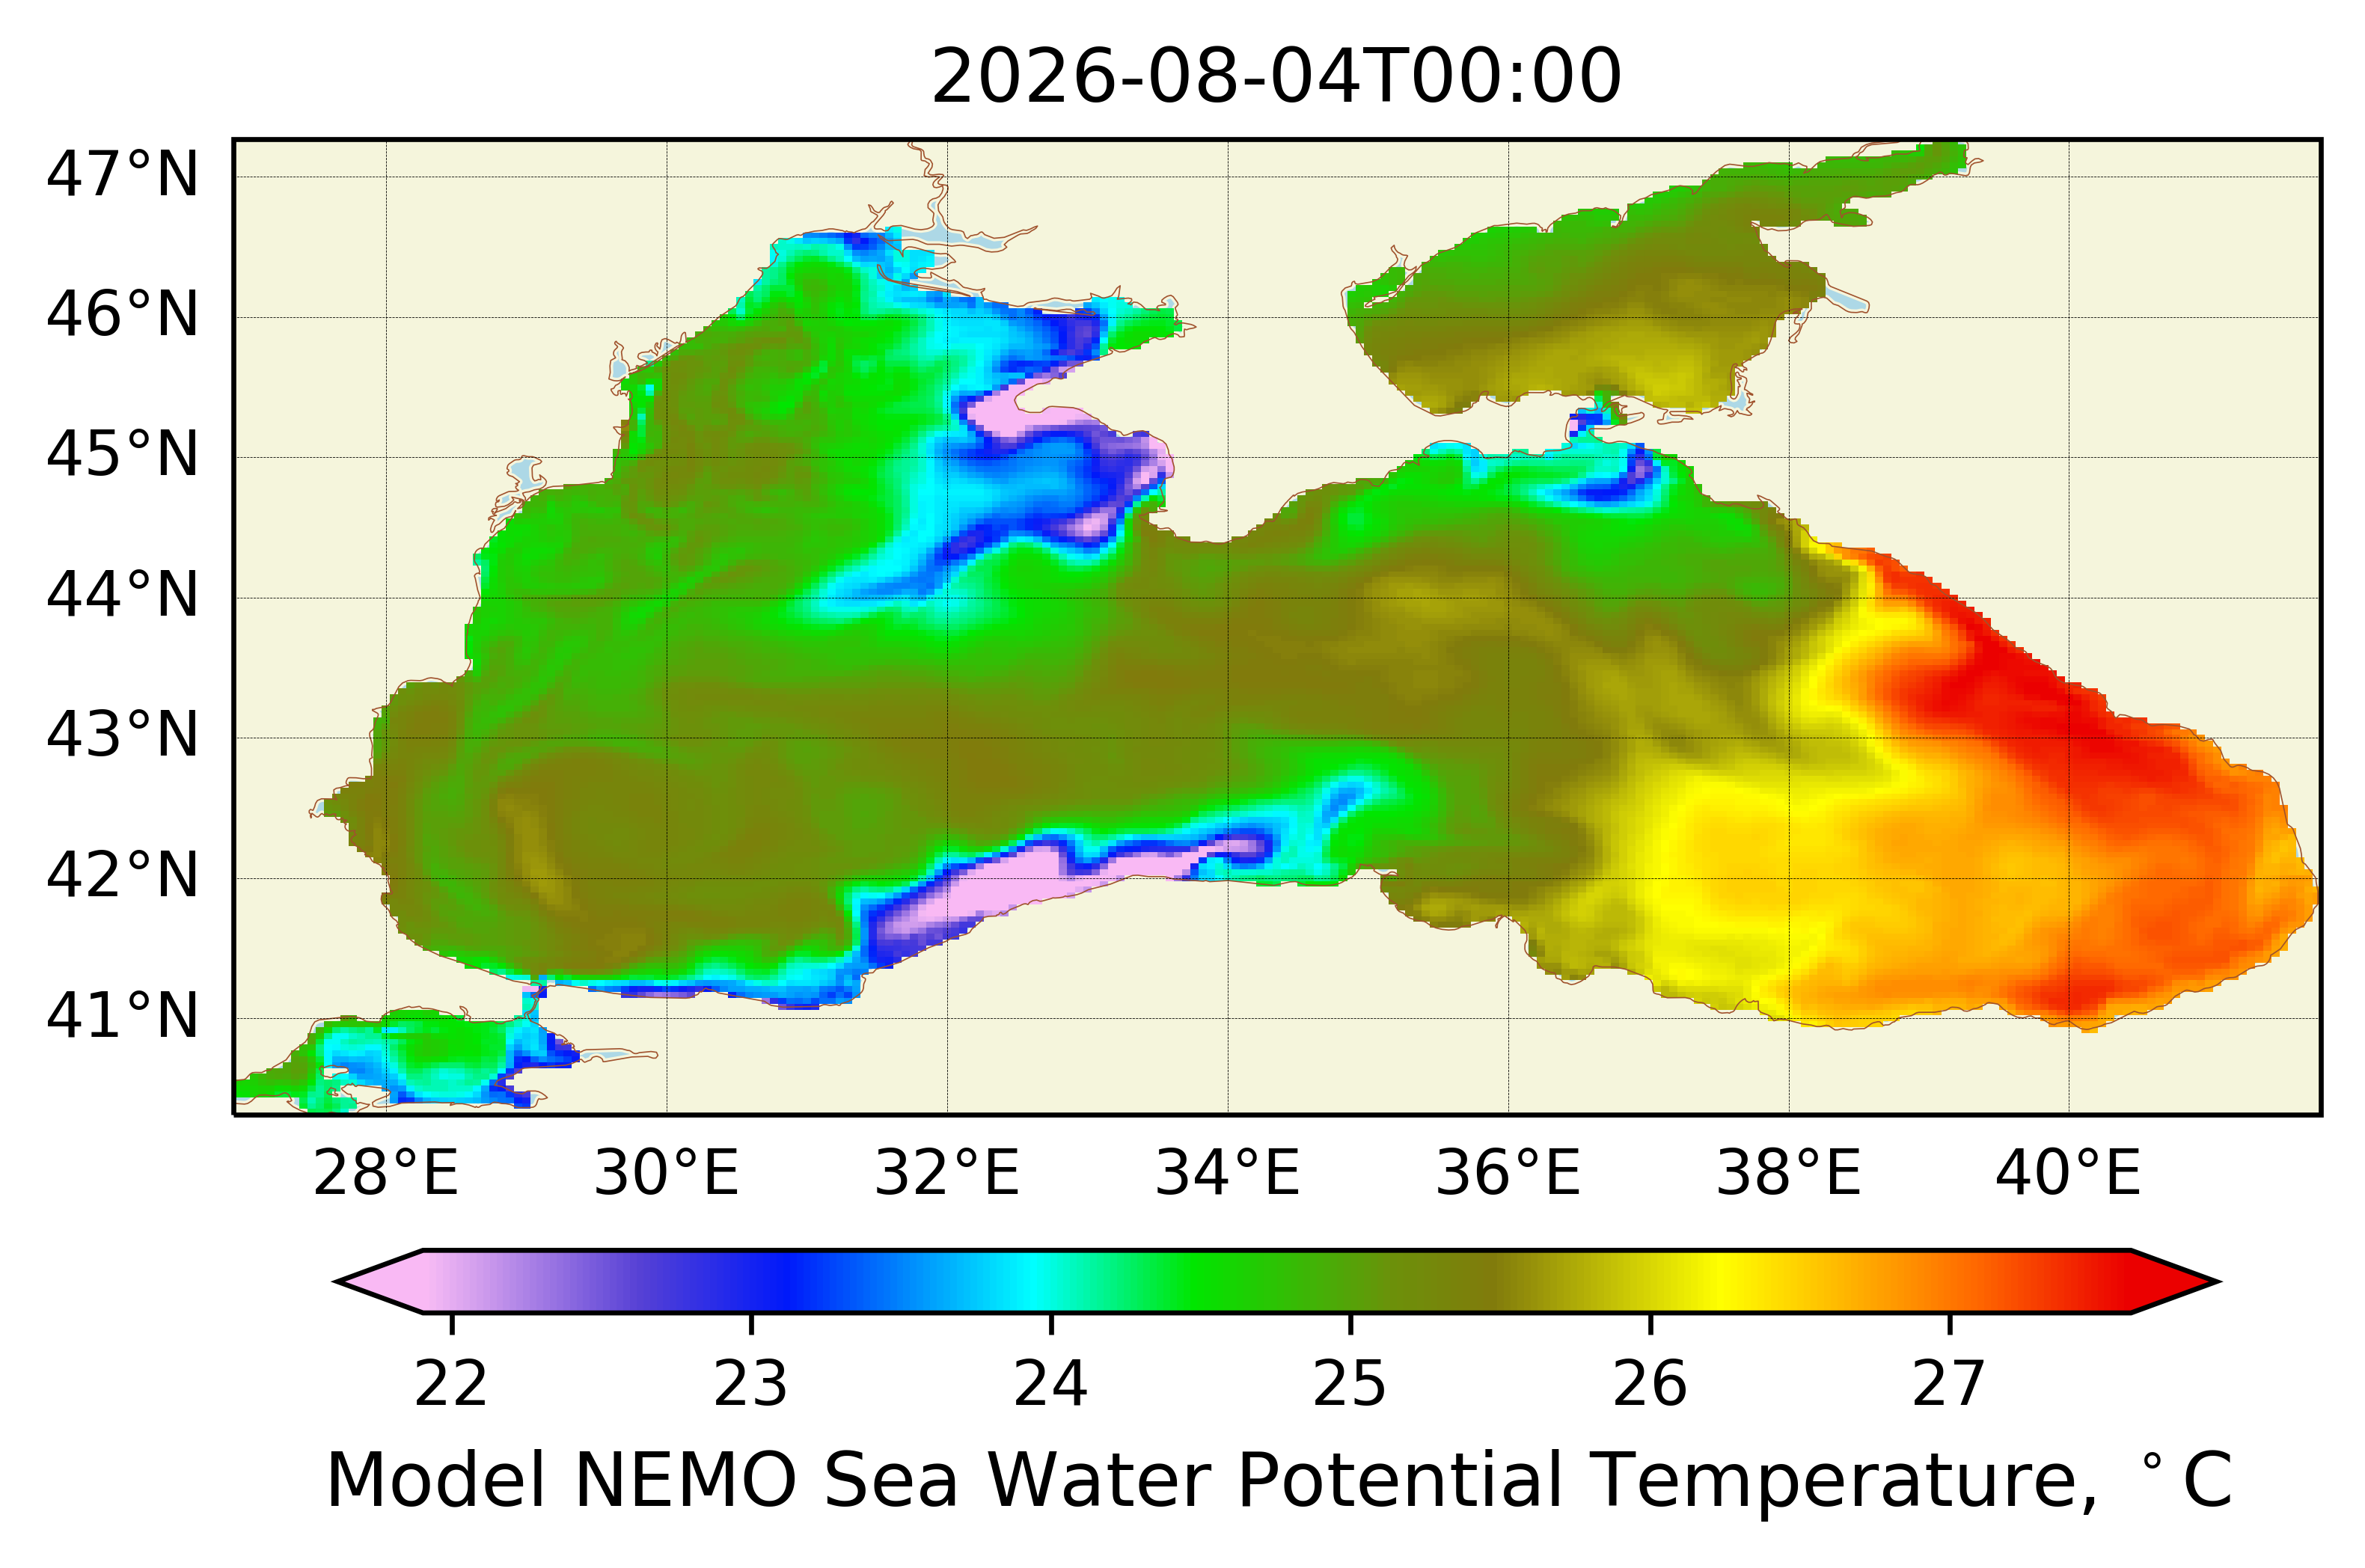 2026-08-04T00:00
47°N
46°N
45°N
44°N
43°N
42°N
41°N
28°E 30°E 32°E 34°E 36°E 38°E 40°E
22 23 24 25 26 27
Model NEMO Sea Water Potential Temperature, °C